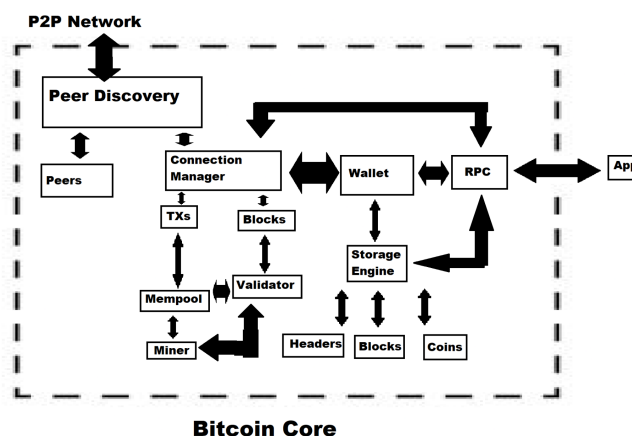 P2P Network
Peer Discovery
Peers
Connection
Manager
Wallet
RPC
App
TXs
Blocks
Storage
Engine
Mempool
Validator
Miner
Headers
Blocks
Coins
Bitcoin Core